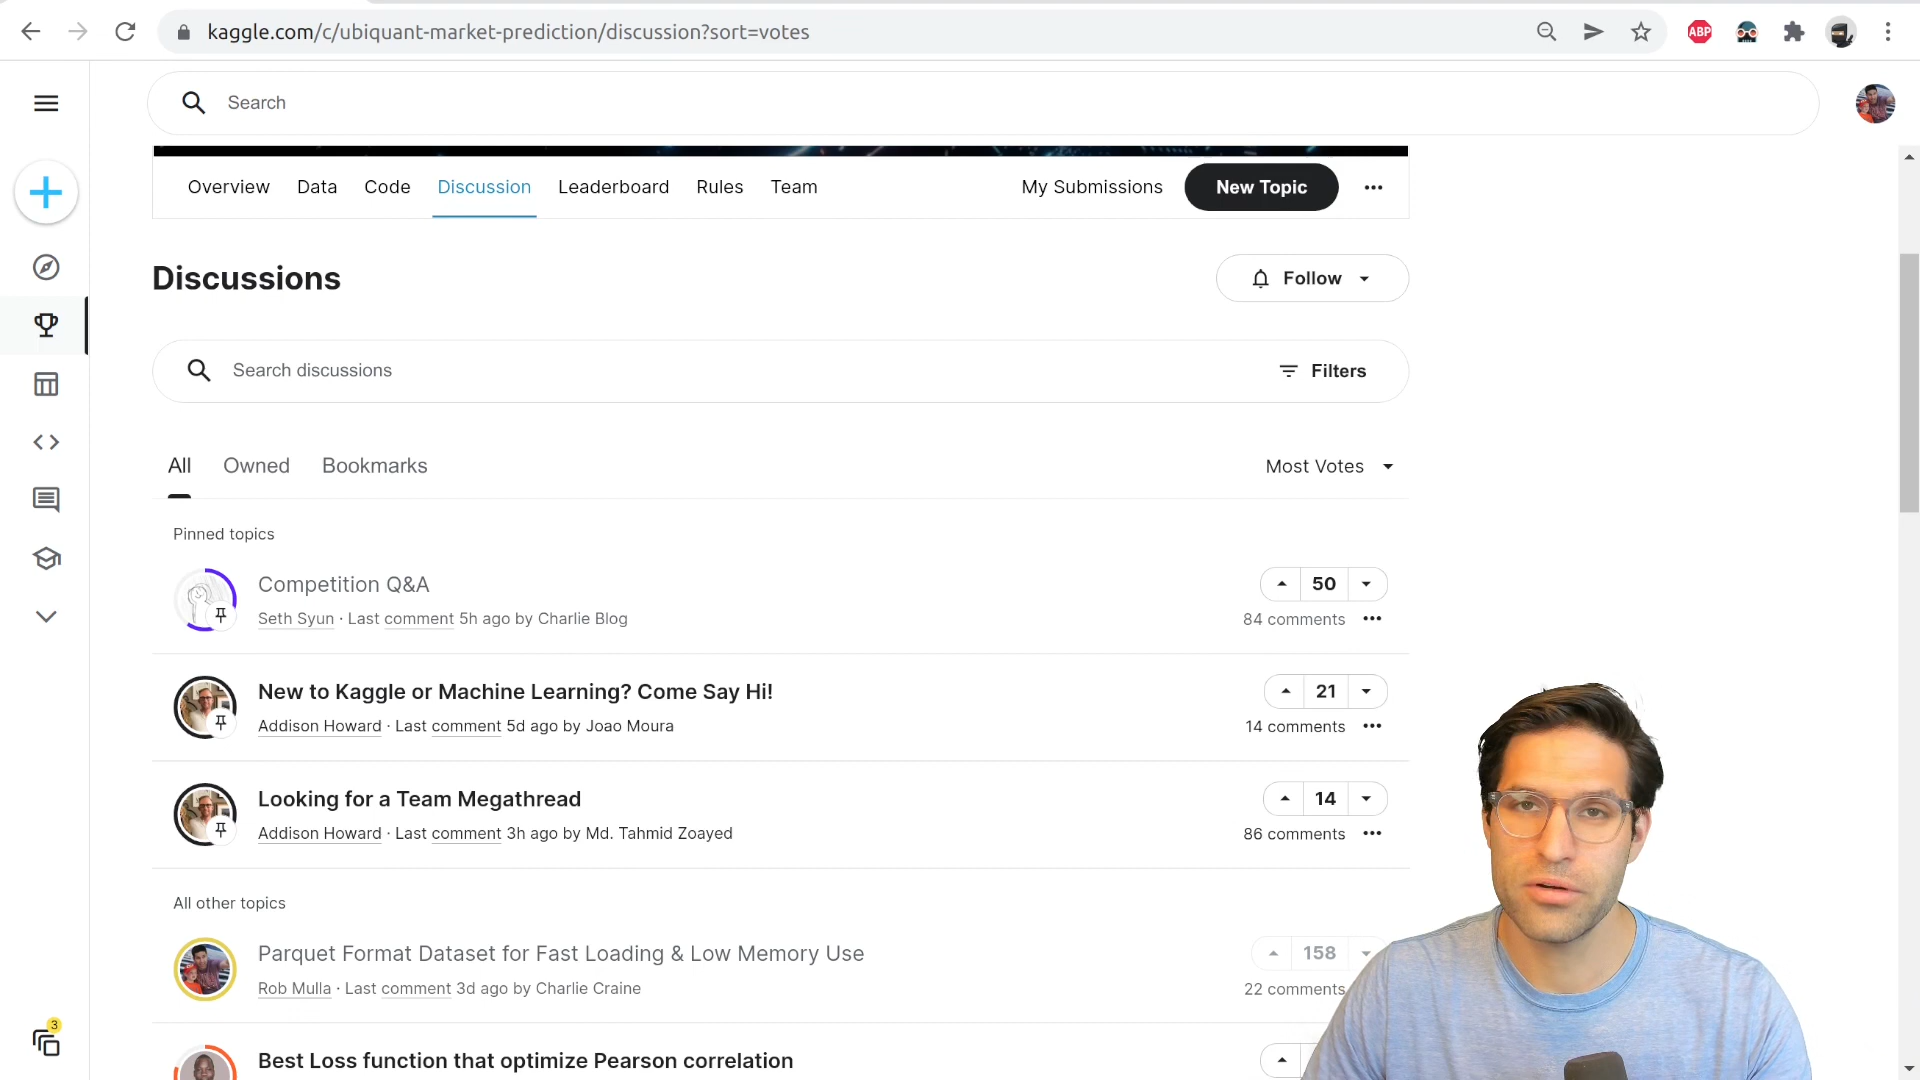 kaggle.com/c/ubiquant-market-prediction/discussion?sort=votes
ABP
Search
Overview Data Code Discussion Leaderboard Rules Team My Submissions New Topic
Discussions
Follow
Search discussions
Filters
All Owned Bookmarks
Most Votes
Pinned topics
Competition Q&A
50
Seth Syun · Last comment 5h ago by Charlie Blog
84 comments
New to Kaggle or Machine Learning? Come Say Hi!
21
Addison Howard · Last comment 5d ago by Joao Moura
14 comments
Looking for a Team Megathread
14
Addison Howard · Last comment 3h ago by Md. Tahmid Zoayed
86 comments
All other topics
Parquet Format Dataset for Fast Loading & Low Memory Use
158
Rob Mulla · Last comment 3d ago by Charlie Craine
22 comments
3
Best Loss function that optimize Pearson correlation